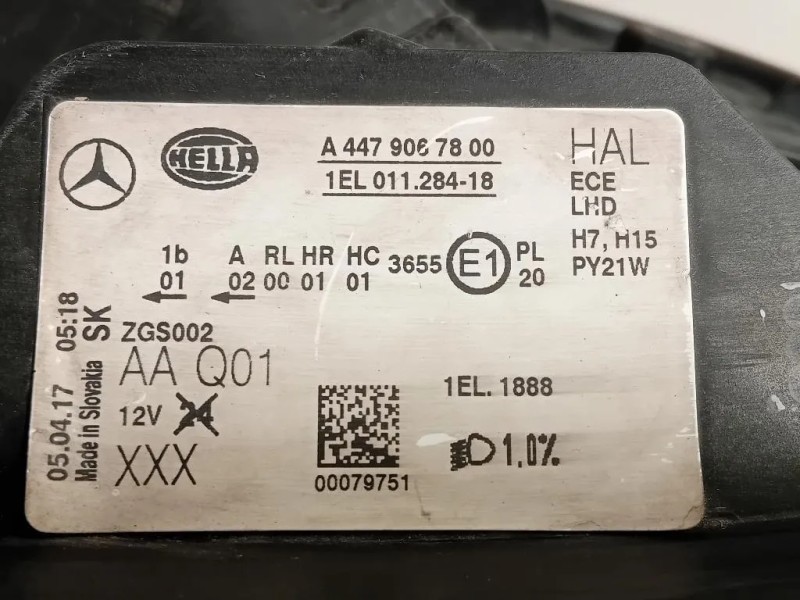 HELLA
A 447 906 7800
1EL 011.284-18
HAL
ECE
LHD
H7, H15
PY21W
1b A RL HR HC 3655 E1 PL
01 02 00 01 01 20
ZGS002
AA Q01
12V 24
XXX
05.04.17 05:18
Made in Slovakia SK
00079751
1EL. 1888
1,0%